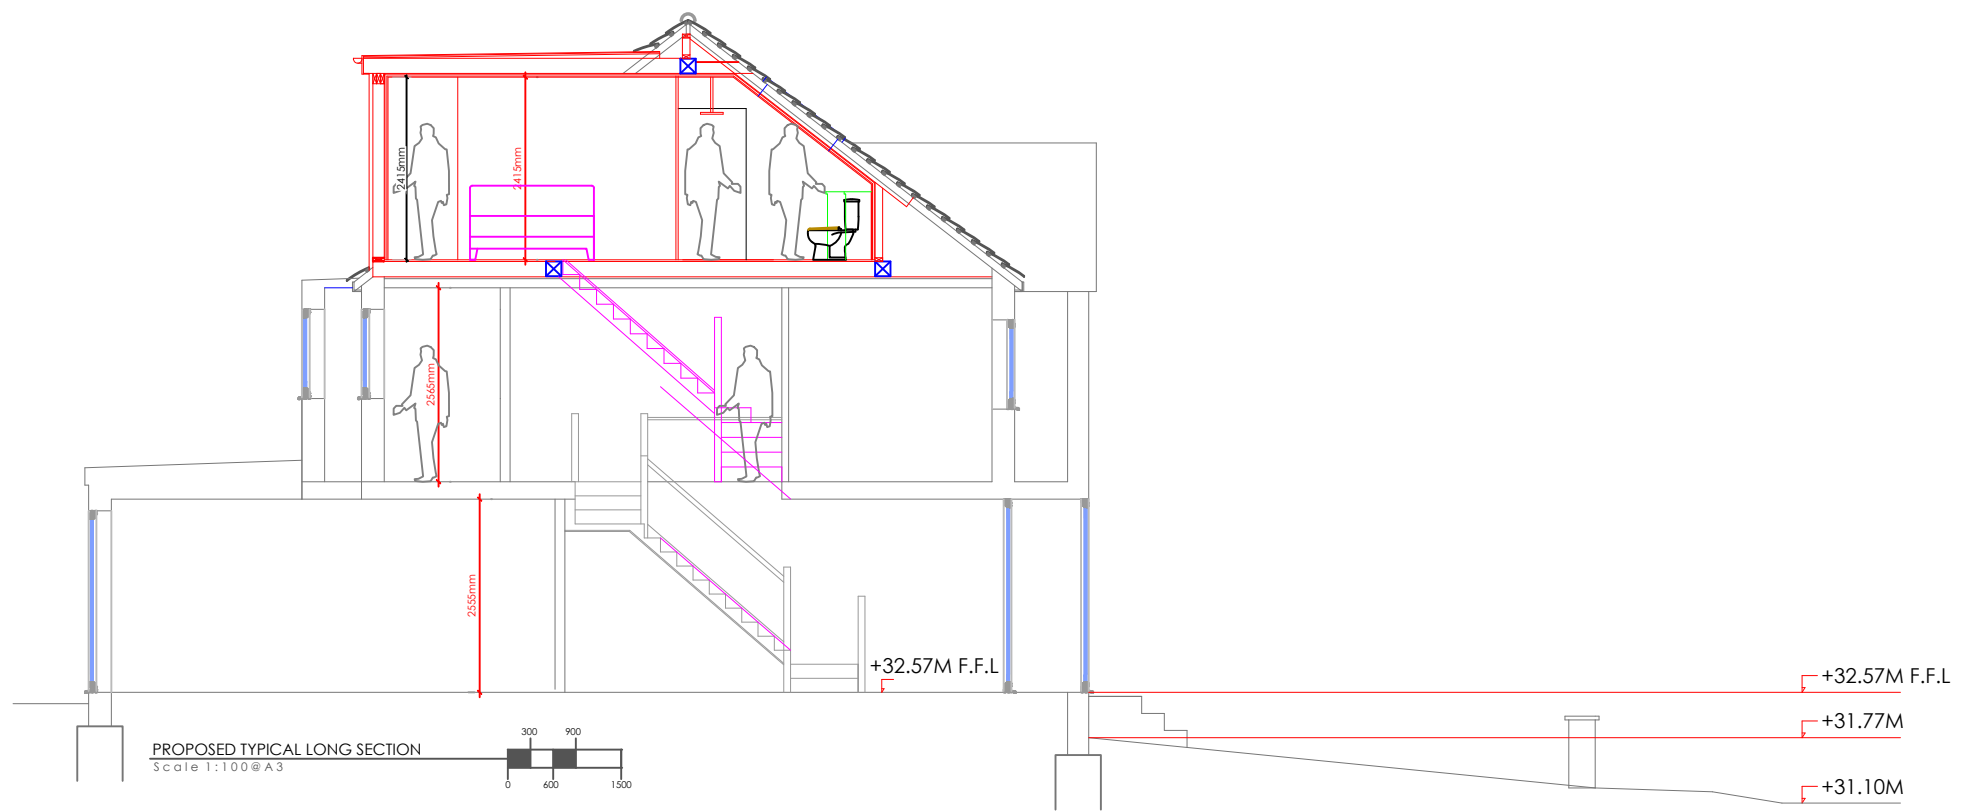 2415mm
2415mm
2565mm
2555mm
+32.57M F.F.L
+32.57M F.F.L
+31.77M
+31.10M
PROPOSED TYPICAL LONG SECTION
Scale 1:100@A3
300 900
0 600 1500